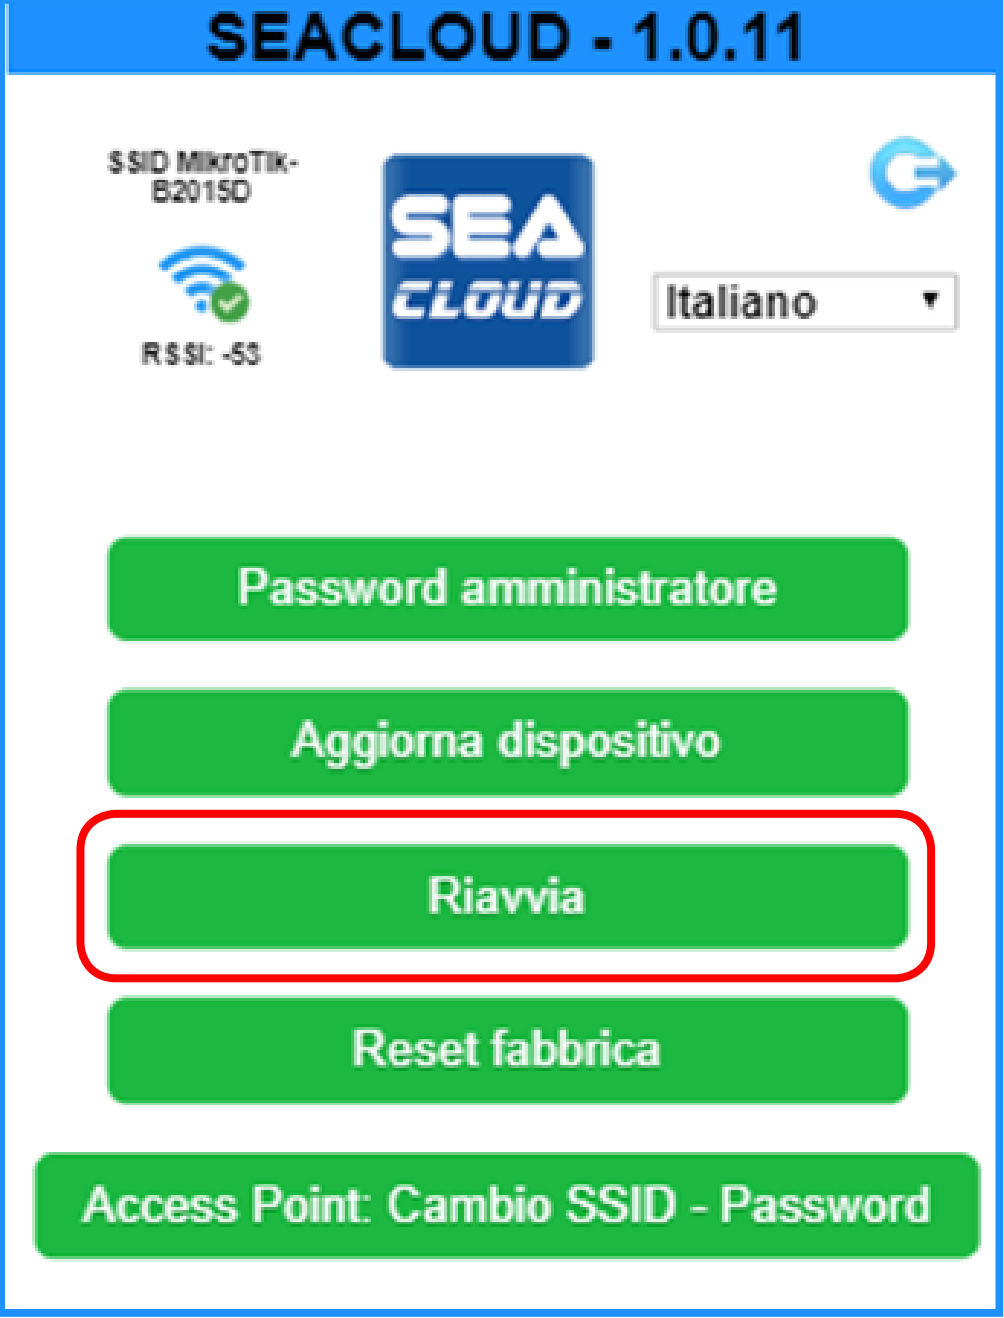 SEACLOUD - 1.0.11
SSID MikroTik-
B2015D
RSSI: -53
SEA
CLOUD
Italiano
Password amministratore
Aggiorna dispositivo
Riavvia
Reset fabbrica
Access Point: Cambio SSID - Password